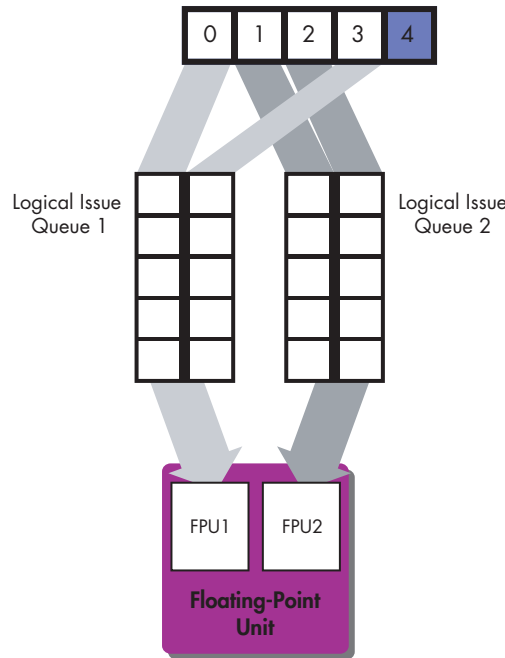 0 1 2 3 4
Logical Issue
Queue 1
Logical Issue
Queue 2
FPU1 FPU2
Floating-Point
Unit